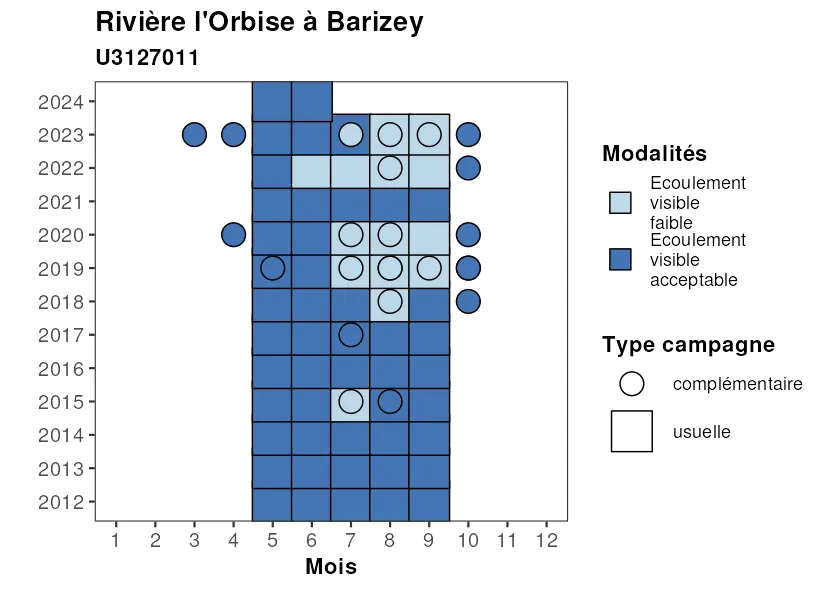 Rivière l'Orbise à Barizey
U3127011
2024
2023
2022
2021
2020
2019
2018
2017
2016
2015
2014
2013
2012
1 2 3 4 5 6 7 8 9 10 11 12
Mois
Modalités
Ecoulement
visible
faible
Ecoulement
visible
acceptable
Type campagne
complémentaire
usuelle